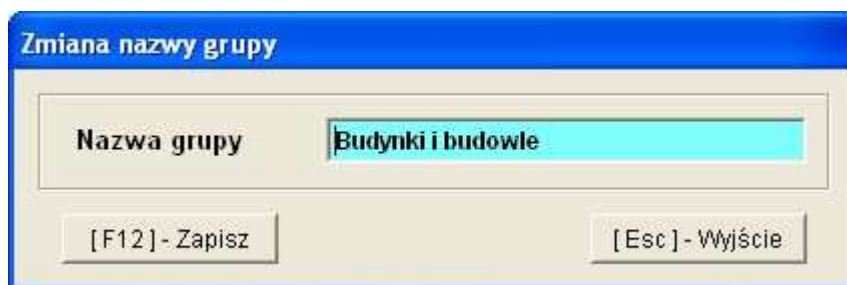 Zmiana nazwy grupy
Nazwa grupy Budynki i budowle
[ F12 ] - Zapisz [ Esc ] - Wyjście